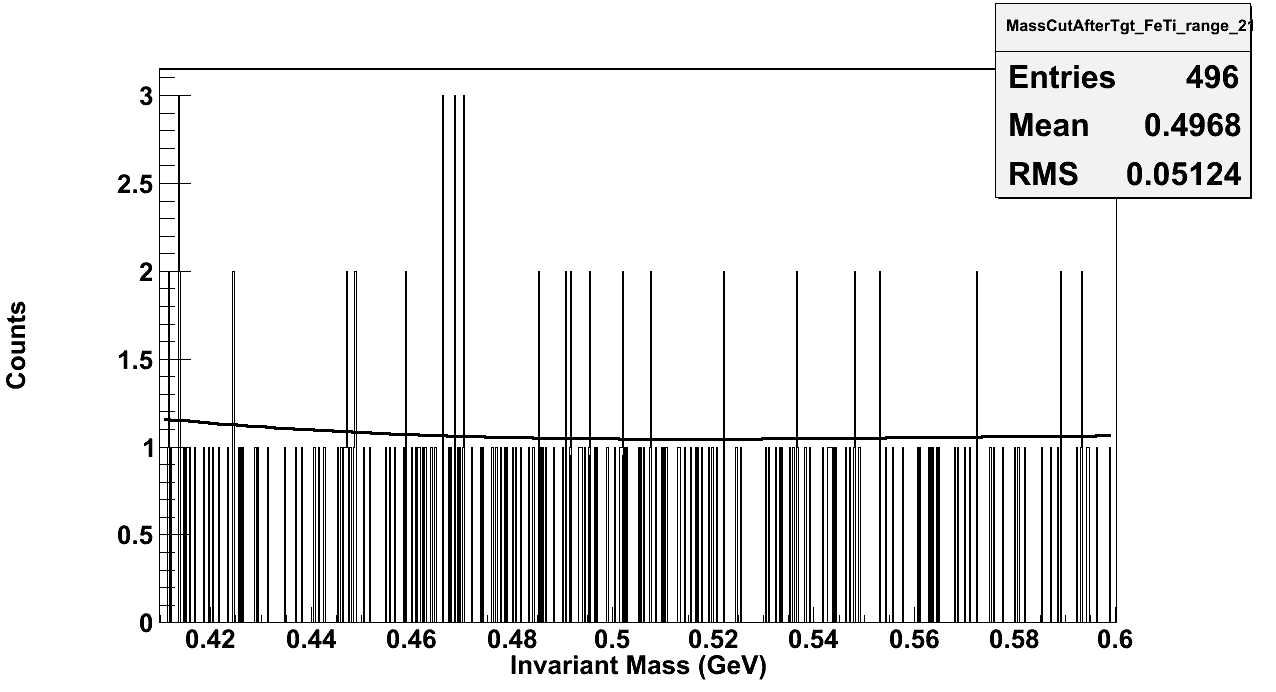 MassCutAfterTgt_FeTi_range_21
Entries 496
Mean 0.4968
RMS 0.05124
3
2.5
2
1.5
1
0.5
0
Counts
0.42 0.44 0.46 0.48 0.5 0.52 0.54 0.56 0.58 0.6
Invariant Mass (GeV)